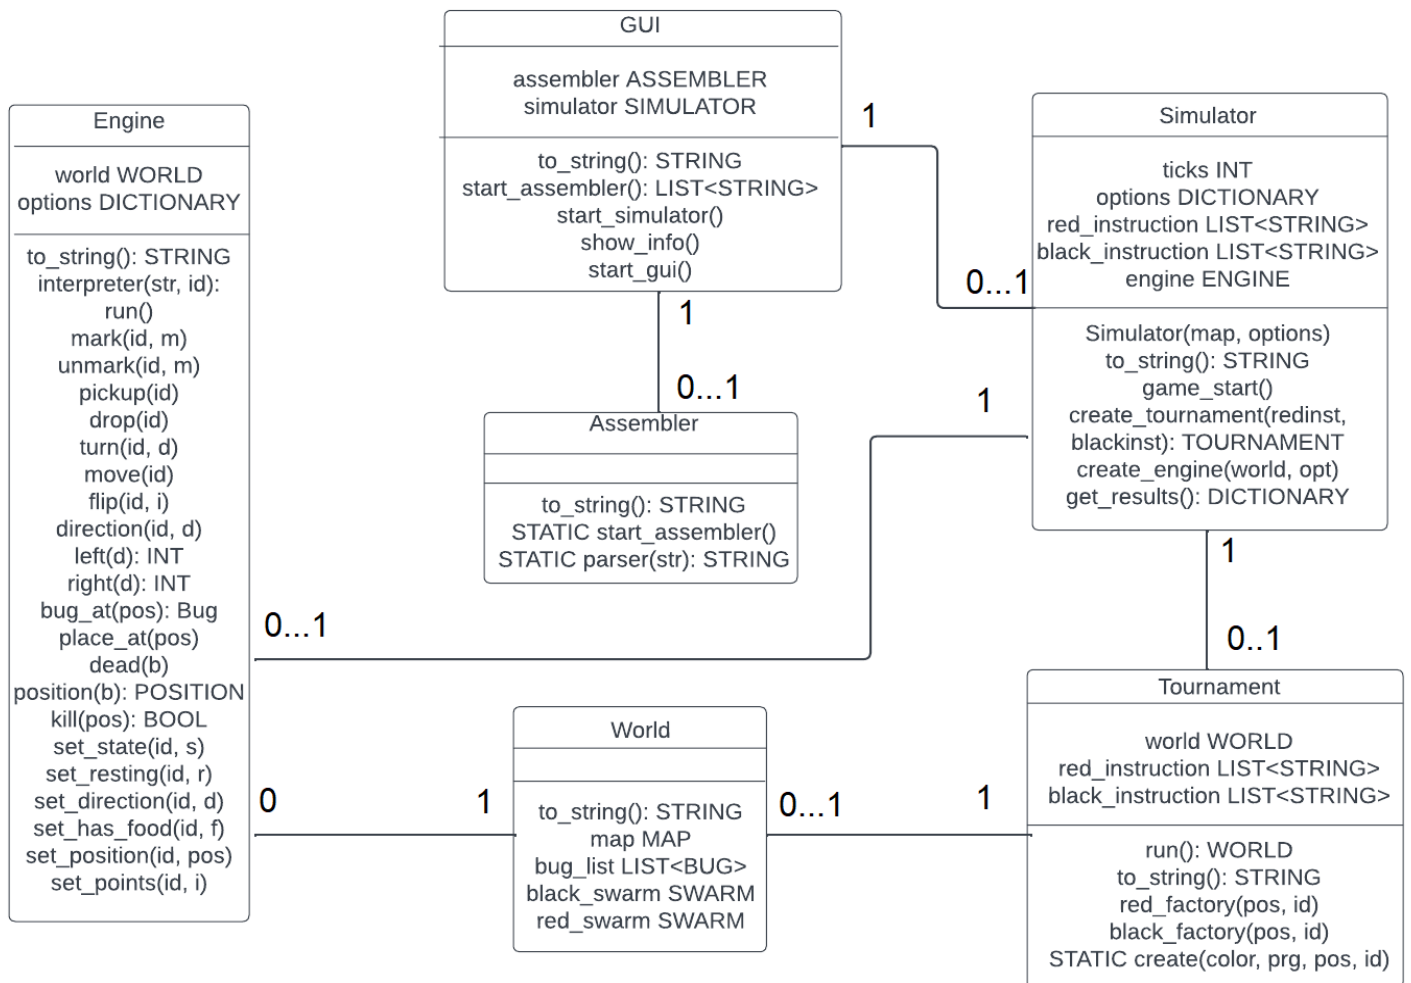 GUI
assembler ASSEMBLER
simulator SIMULATOR
to_string(): STRING
start_assembler(): LIST<STRING>
start_simulator()
show_info()
start_gui()
1
0...1
1
0...1
Engine
world WORLD
options DICTIONARY
to_string(): STRING
interpreter(str, id):
run()
mark(id, m)
unmark(id, m)
pickup(id)
drop(id)
turn(id, d)
move(id)
flip(id, i)
direction(id, d)
left(d): INT
right(d): INT
bug_at(pos): Bug
place_at(pos)
dead(b)
position(b): POSITION
kill(pos): BOOL
set_state(id, s)
set_resting(id, r)
set_direction(id, d)
set_has_food(id, f)
set_position(id, pos)
set_points(id, i)
0...1
1
0
1
Simulator
ticks INT
options DICTIONARY
red_instruction LIST<STRING>
black_instruction LIST<STRING>
engine ENGINE
Simulator(map, options)
to_string(): STRING
game_start()
create_tournament(redinst,
blackinst): TOURNAMENT
create_engine(world, opt)
get_results(): DICTIONARY
1
0..1
Assembler
to_string(): STRING
STATIC start_assembler()
STATIC parser(str): STRING
World
to_string(): STRING
map MAP
bug_list LIST<BUG>
black_swarm SWARM
red_swarm SWARM
0...1
1
Tournament
world WORLD
red_instruction LIST<STRING>
black_instruction LIST<STRING>
run(): WORLD
to_string(): STRING
red_factory(pos, id)
black_factory(pos, id)
STATIC create(color, prg, pos, id)